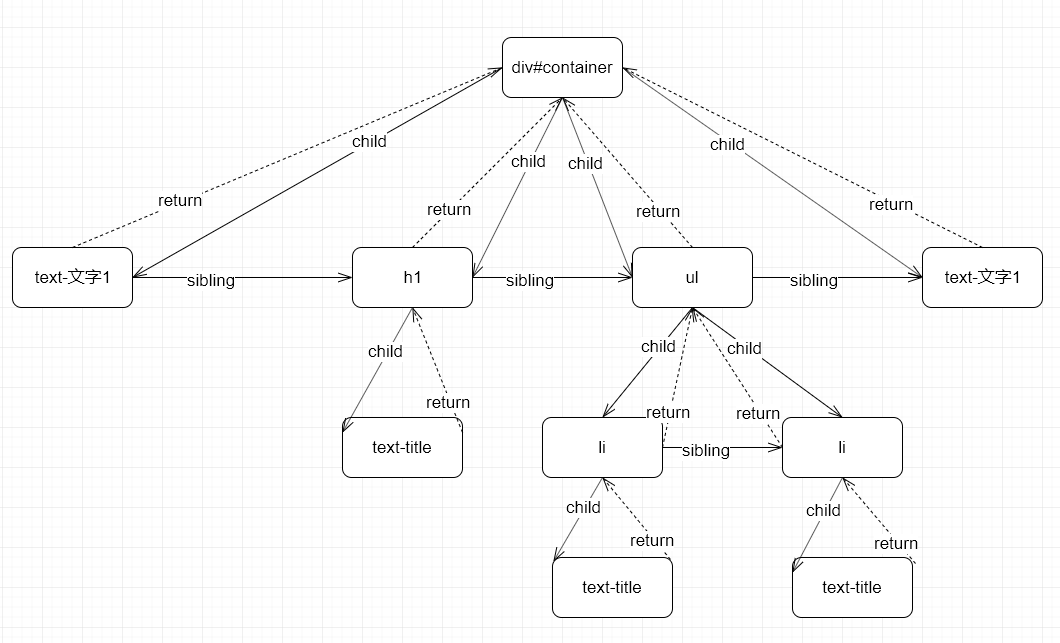 div#container
child
child
child
child
return
return
return
return
text-文字1
sibling
h1
sibling
ul
sibling
text-文字1
child
child
child
return
return
return
text-title
li
sibling
li
child
child
return
return
text-title
text-title